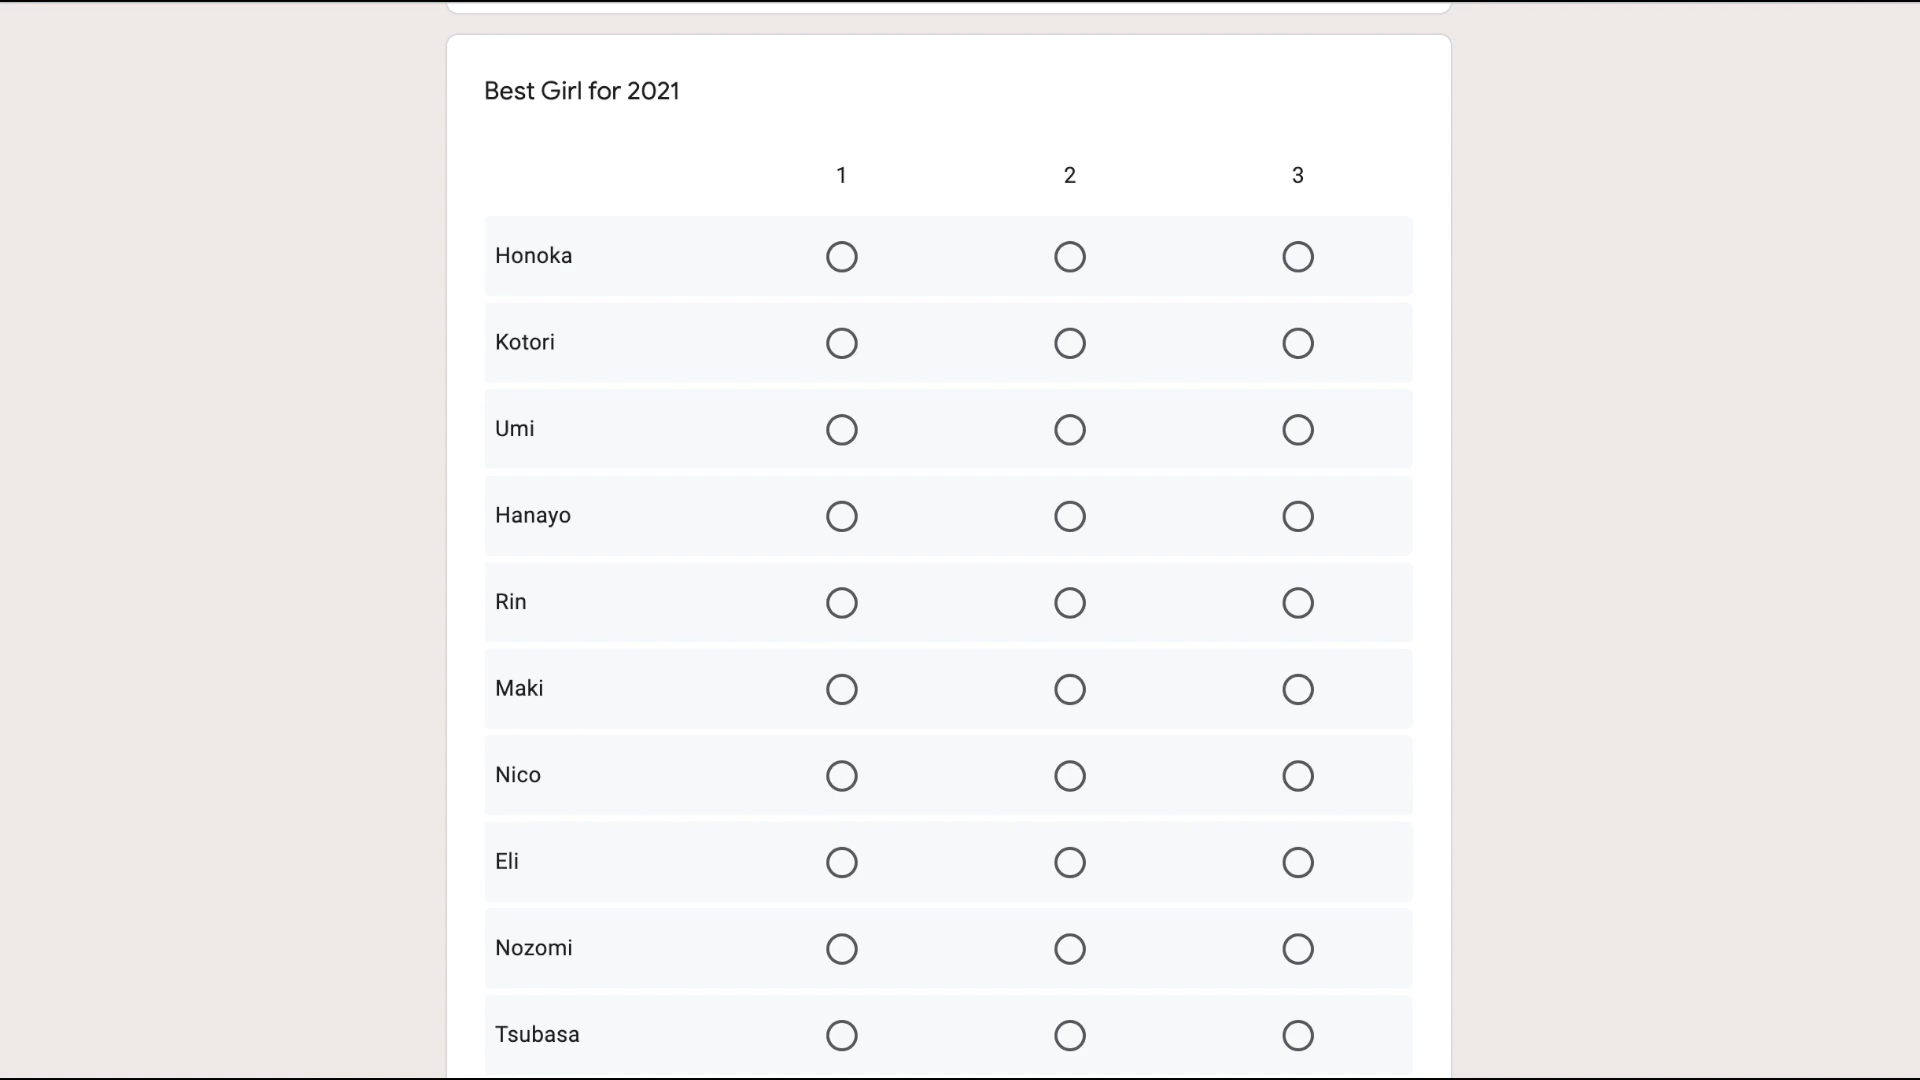 Best Girl for 2021
1 2 3
Honoka
Kotori
Umi
Hanayo
Rin
Maki
Nico
Eli
Nozomi
Tsubasa